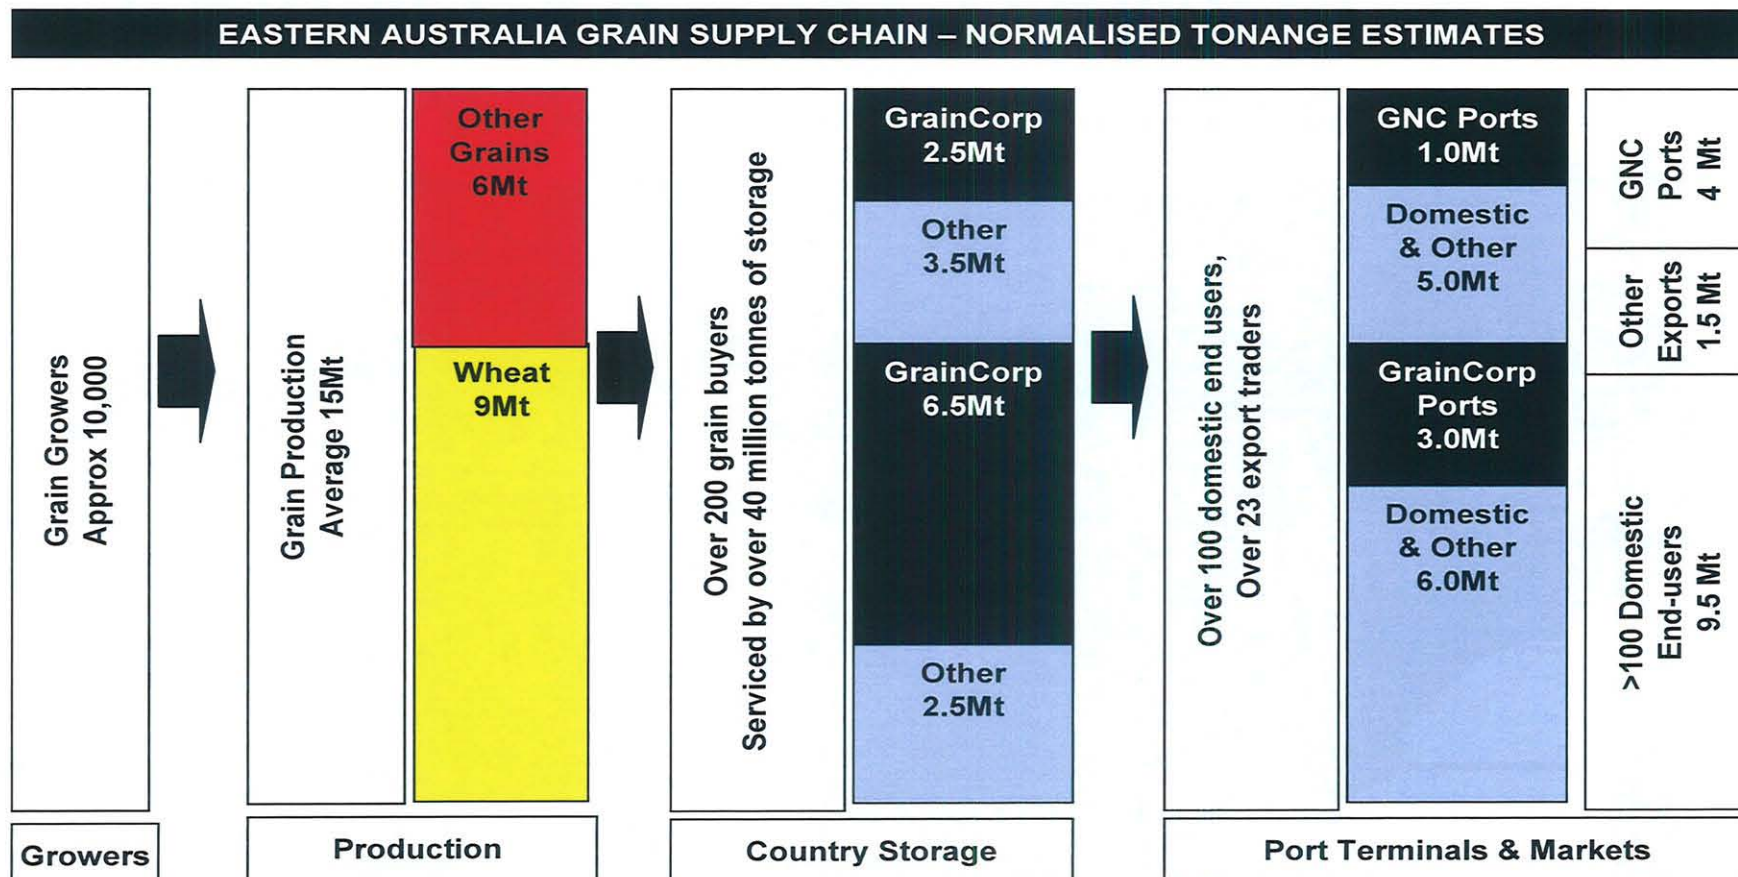 EASTERN AUSTRALIA GRAIN SUPPLY CHAIN – NORMALISED TONANGE ESTIMATES
Grain Growers
Approx 10,000
Grain Production
Average 15Mt
Other
Grains
6Mt
Wheat
9Mt
Over 200 grain buyers
Serviced by over 40 million tonnes of storage
GrainCorp
2.5Mt
Other
3.5Mt
GrainCorp
6.5Mt
Other
2.5Mt
Over 100 domestic end users,
Over 23 export traders
GNC Ports
1.0Mt
Domestic
& Other
5.0Mt
GrainCorp
Ports
3.0Mt
Domestic
& Other
6.0Mt
GNC
Ports
4 Mt
Other
Exports
1.5 Mt
>100 Domestic
End-users
9.5 Mt
Growers
Production
Country Storage
Port Terminals & Markets